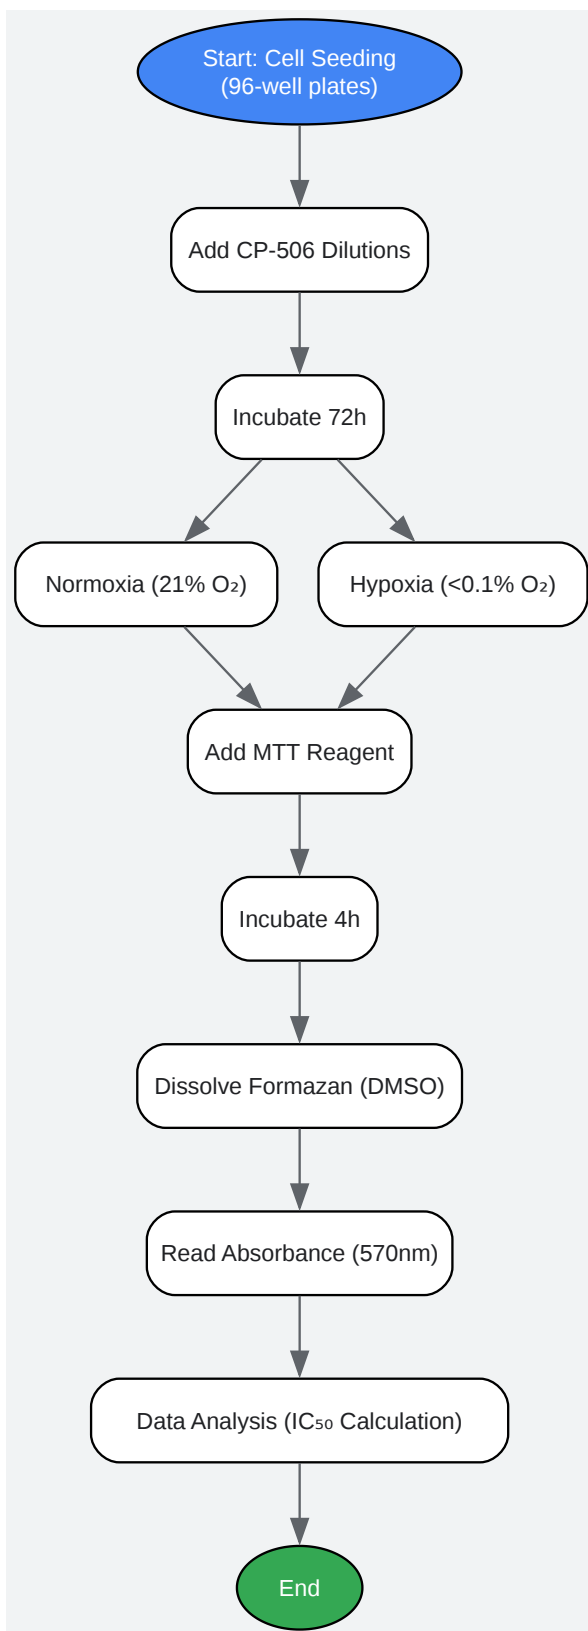 Start: Cell Seeding
(96-well plates)
Add CP-506 Dilutions
Incubate 72h
Normoxia (21% O₂)
Hypoxia (<0.1% O₂)
Add MTT Reagent
Incubate 4h
Dissolve Formazan (DMSO)
Read Absorbance (570nm)
Data Analysis (IC₅₀ Calculation)
End